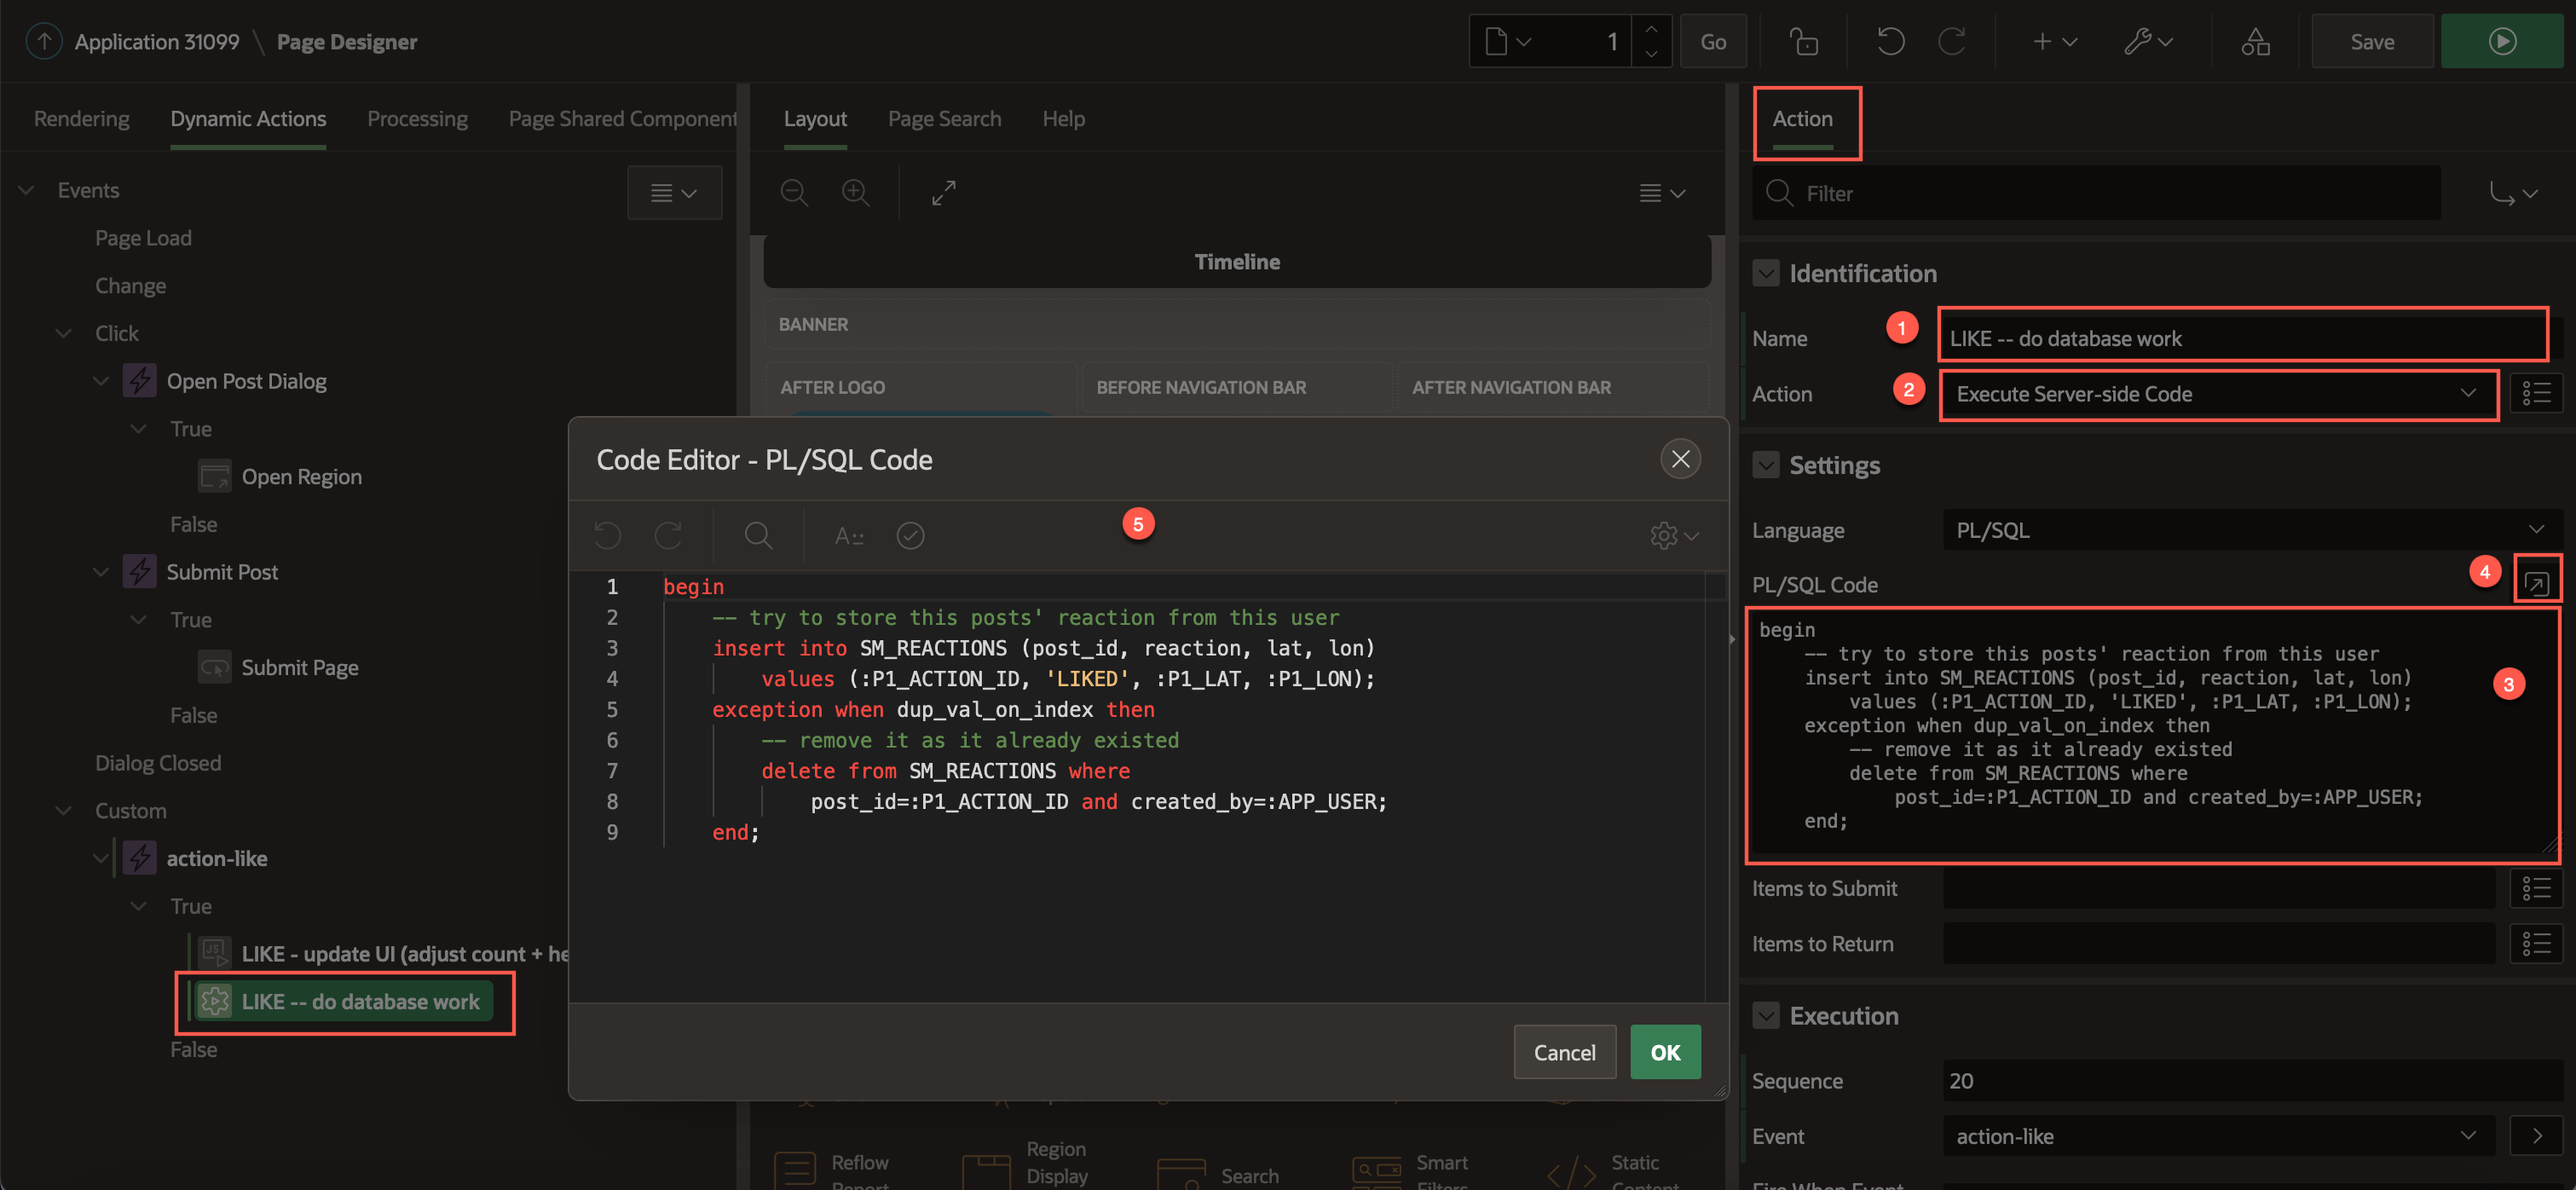 Application 31099 \ Page Designer
1
Go
Save
Rendering
Dynamic Actions
Processing
Page Shared Component
Events
Page Load
Change
Click
Open Post Dialog
True
Open Region
False
Submit Post
True
Submit Page
False
Dialog Closed
Custom
action-like
True
LIKE - update UI (adjust count + he
LIKE -- do database work
False
Layout
Page Search
Help
Timeline
BANNER
AFTER LOGO
BEFORE NAVIGATION BAR
AFTER NAVIGATION BAR
Code Editor - PL/SQL Code
5
1 begin
2 -- try to store this posts' reaction from this user
3 insert into SM_REACTIONS (post_id, reaction, lat, lon)
4 values (:P1_ACTION_ID, 'LIKED', :P1_LAT, :P1_LON);
5 exception when dup_val_on_index then
6 -- remove it as it already existed
7 delete from SM_REACTIONS where
8 post_id=:P1_ACTION_ID and created_by=:APP_USER;
9 end;
Cancel
OK
Reflow
Report
Region
Display
Search
Smart
Filters
Static
Content
Action
Filter
Identification
Name
1
LIKE -- do database work
Action
2
Execute Server-side Code
Settings
Language
PL/SQL
PL/SQL Code
4
begin
-- try to store this posts' reaction from this user
insert into SM_REACTIONS (post_id, reaction, lat, lon)
values (:P1_ACTION_ID, 'LIKED', :P1_LAT, :P1_LON);
exception when dup_val_on_index then
-- remove it as it already existed
delete from SM_REACTIONS where
post_id=:P1_ACTION_ID and created_by=:APP_USER;
end;
3
Items to Submit
Items to Return
Execution
Sequence
20
Event
action-like
Fire When Event